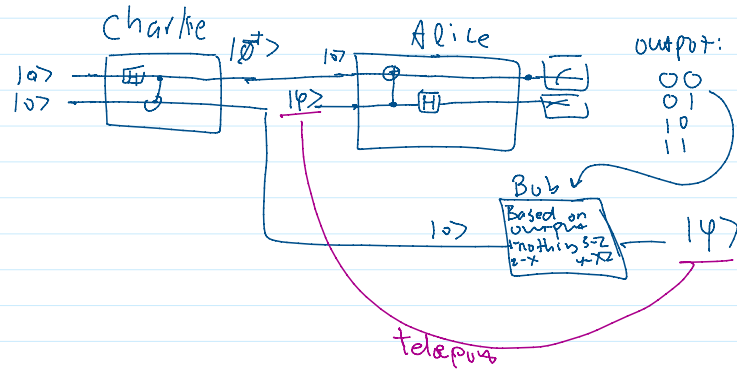 Charlie
Alice
output:
|Φ⁺>
|0>
|0>
H
|0>
|φ>
H
00
01
10
11
Bob
Based on
output
1-nothing 3-Z
2-X 4-XZ
|0>
|φ>